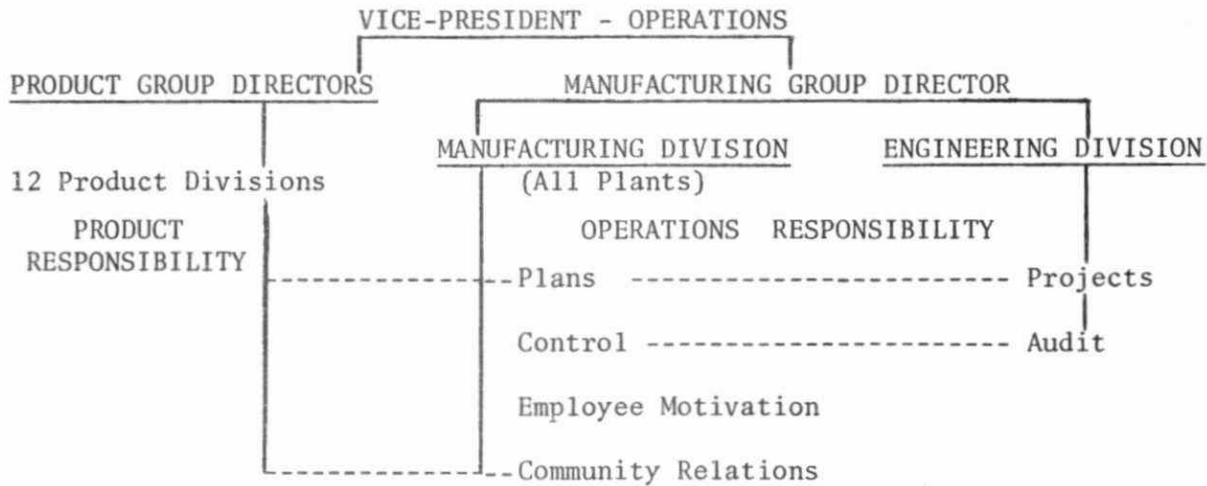 VICE-PRESIDENT - OPERATIONS
PRODUCT GROUP DIRECTORS
MANUFACTURING GROUP DIRECTOR
MANUFACTURING DIVISION
ENGINEERING DIVISION
12 Product Divisions
(All Plants)
PRODUCT
RESPONSIBILITY
OPERATIONS RESPONSIBILITY
Plans
Projects
Control
Audit
Employee Motivation
Community Relations